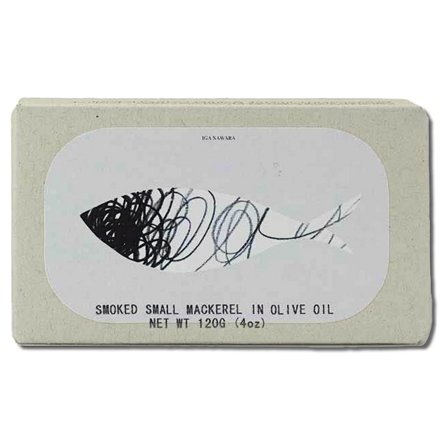 IGA NAWARA
SMOKED SMALL MACKEREL IN OLIVE OIL
NET WT 120G (4oz)